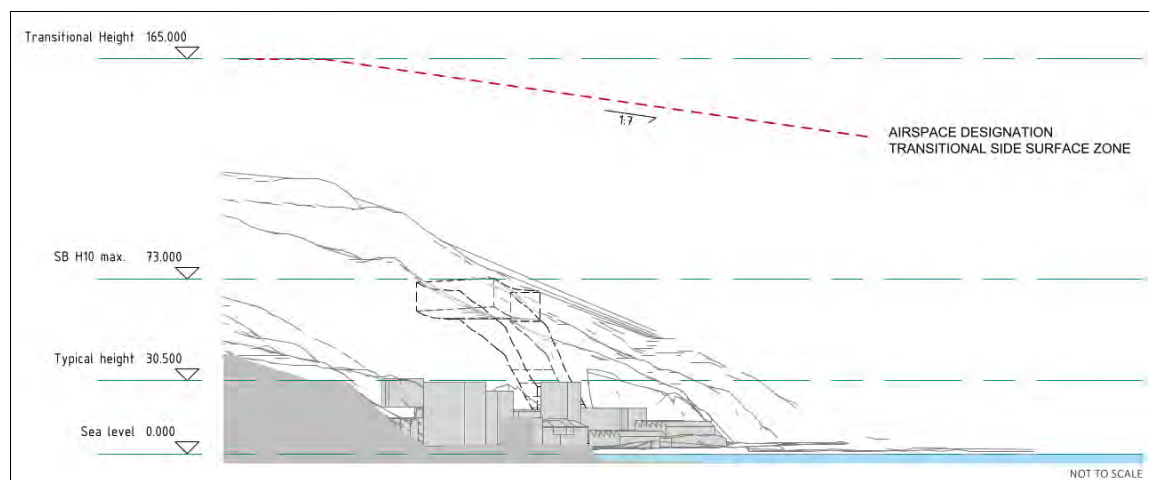 Transitional Height 165.000
1:7
AIRSPACE DESIGNATION
TRANSITIONAL SIDE SURFACE ZONE
SB H10 max. 73.000
Typical height 30.500
Sea level 0.000
NOT TO SCALE